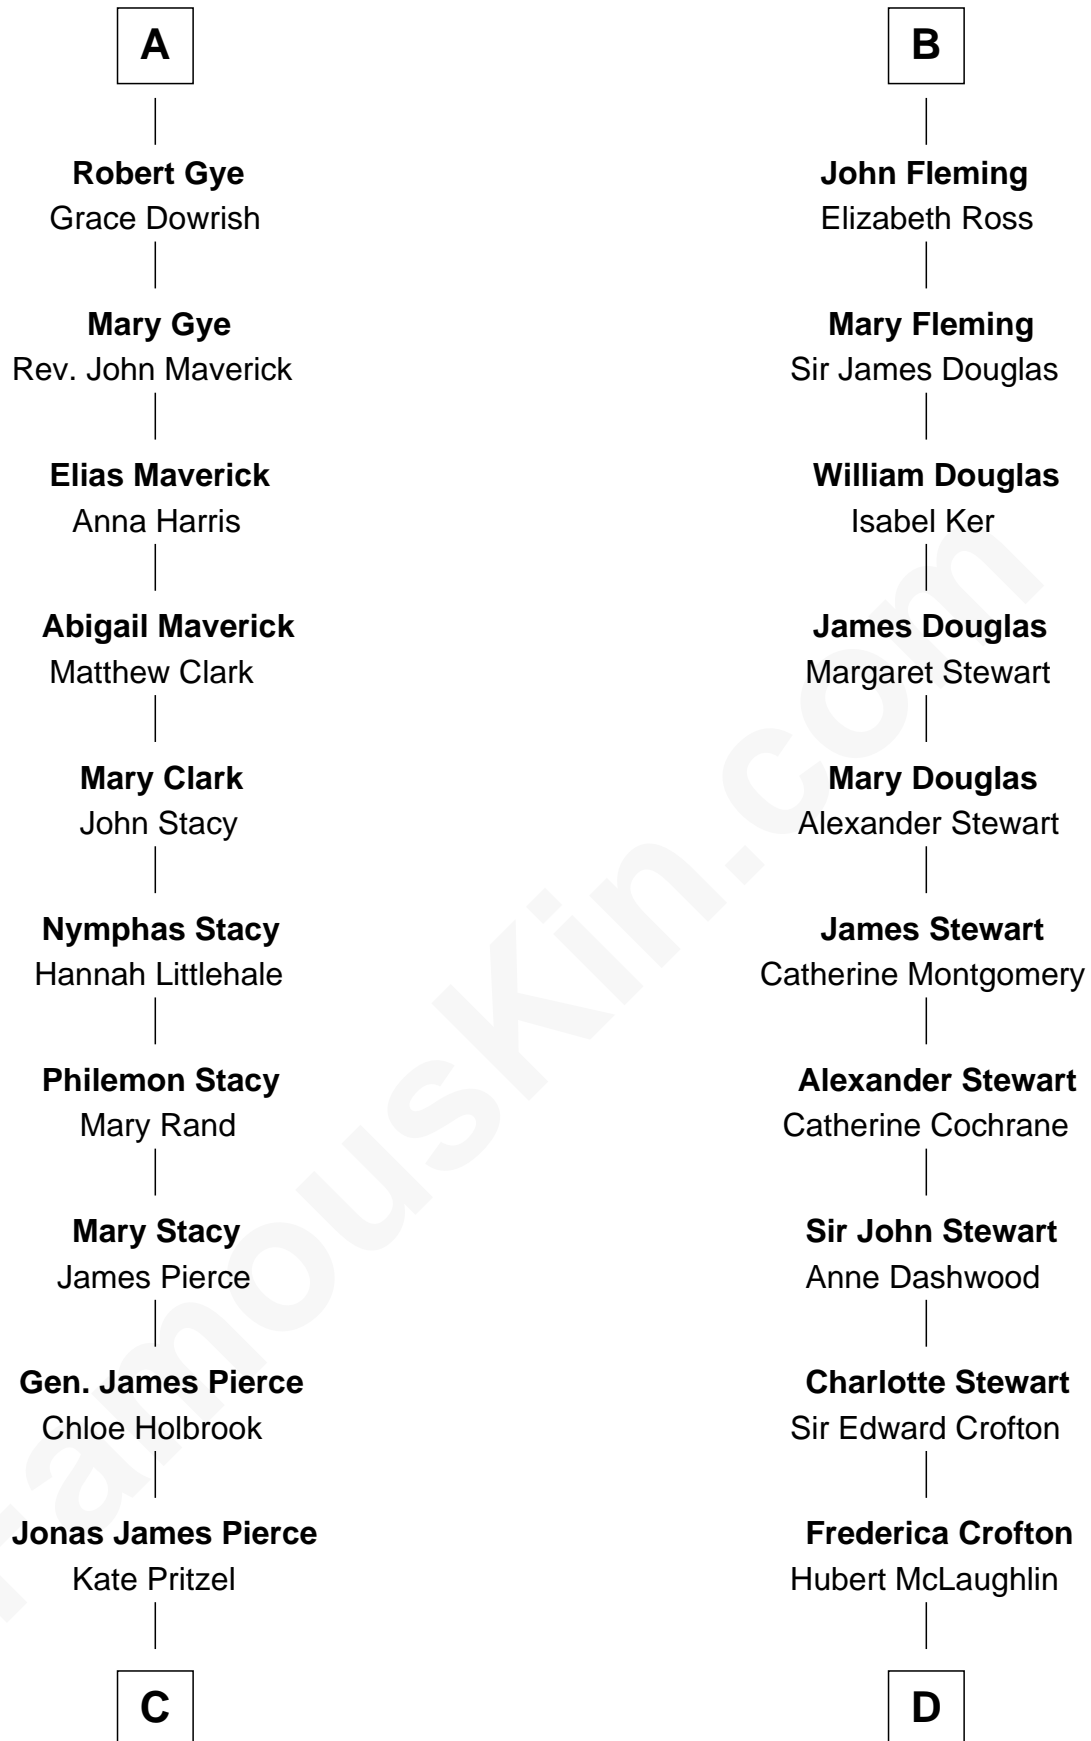 A
Robert Gye
Grace Dowrish
Mary Gye
Rev. John Maverick
Elias Maverick
Anna Harris
Abigail Maverick
Matthew Clark
Mary Clark
John Stacy
Nymphas Stacy
Hannah Littlehale
Philemon Stacy
Mary Rand
Mary Stacy
James Pierce
Gen. James Pierce
Chloe Holbrook
Jonas James Pierce
Kate Pritzel
C
B
John Fleming
Elizabeth Ross
Mary Fleming
Sir James Douglas
William Douglas
Isabel Ker
James Douglas
Margaret Stewart
Mary Douglas
Alexander Stewart
James Stewart
Catherine Montgomery
Alexander Stewart
Catherine Cochrane
Sir John Stewart
Anne Dashwood
Charlotte Stewart
Sir Edward Crofton
Frederica Crofton
Hubert McLaughlin
D
FamousKin.com